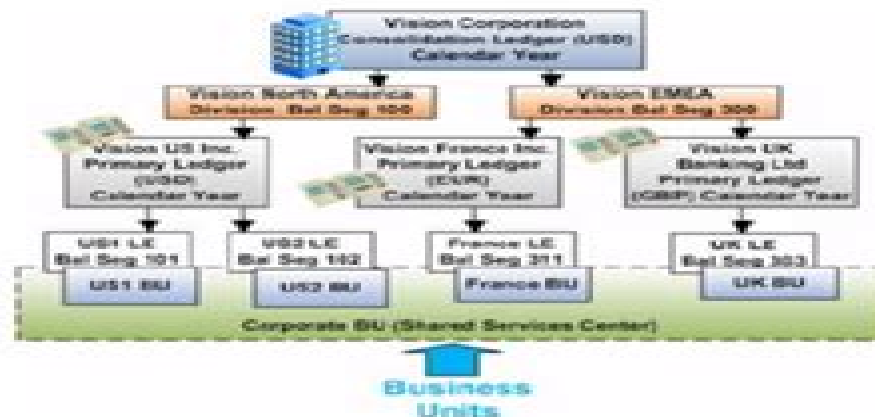 Vision Corporation
Consolidation Ledger (USD)
Calendar Year
Vision North America
Division Bal Seg 100
Vision EMEA
Division Bal Seg 300
Vision US Inc.
Primary Ledger
(USD)
Calendar Year
Vision France Inc.
Primary Ledger
(EUR)
Calendar Year
Vision UK
Banking Ltd
Primary Ledger
(GBP) Calendar Year
US1 LE
Bal Seg 101
US2 LE
Bal Seg 102
France LE
Bal Seg 311
UK LE
Bal Seg 303
US1 BU
US2 BU
France BU
UK BU
Corporate BU (Shared Services Center)
Business
Units